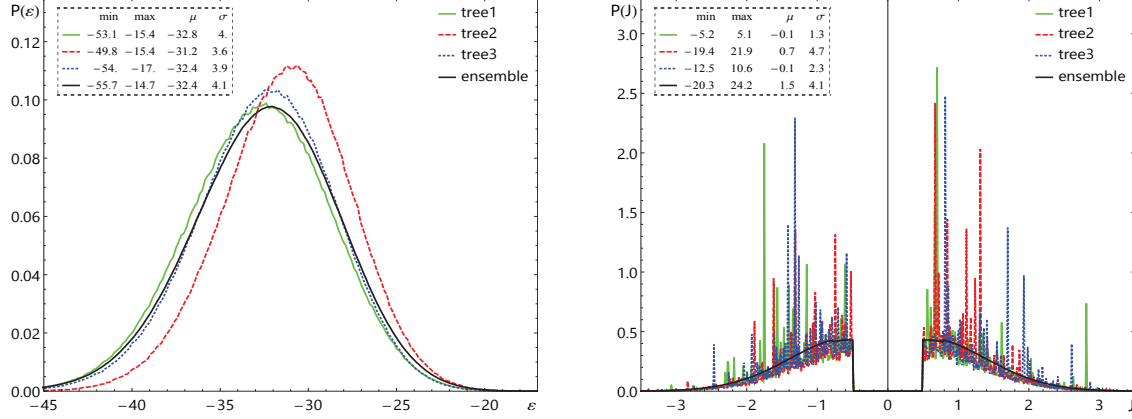 P(ε)
min max μ σ
−53.1 −15.4 −32.8 4.
−49.8 −15.4 −31.2 3.6
−54. −17. −32.4 3.9
−55.7 −14.7 −32.4 4.1
tree1
tree2
tree3
ensemble
0.12
0.10
0.08
0.06
0.04
0.02
0.00
−45 −40 −35 −30 −25 −20 ε
P(J)
min max μ σ
−5.2 5.1 −0.1 1.3
−19.4 21.9 0.7 4.7
−12.5 10.6 −0.1 2.3
−20.3 24.2 1.5 4.1
tree1
tree2
tree3
ensemble
3.0
2.5
2.0
1.5
1.0
0.5
0.0
−3 −2 −1 0 1 2 3 J